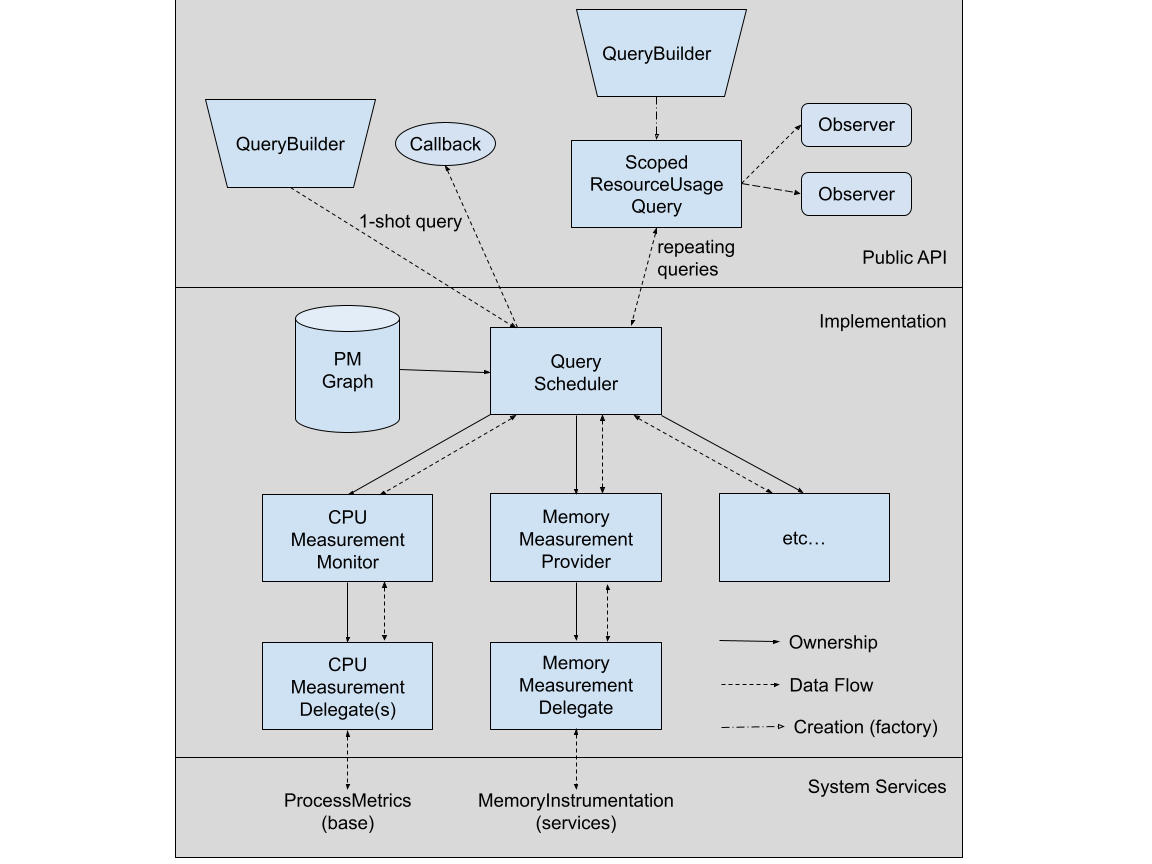 QueryBuilder
QueryBuilder
Callback
Observer
Scoped
ResourceUsage
Query
Observer
1-shot query
repeating
queries
Public API
Implementation
PM
Graph
Query
Scheduler
CPU
Measurement
Monitor
Memory
Measurement
Provider
etc…
CPU
Measurement
Delegate(s)
Memory
Measurement
Delegate
Ownership
Data Flow
Creation (factory)
System Services
ProcessMetrics
(base)
MemoryInstrumentation
(services)